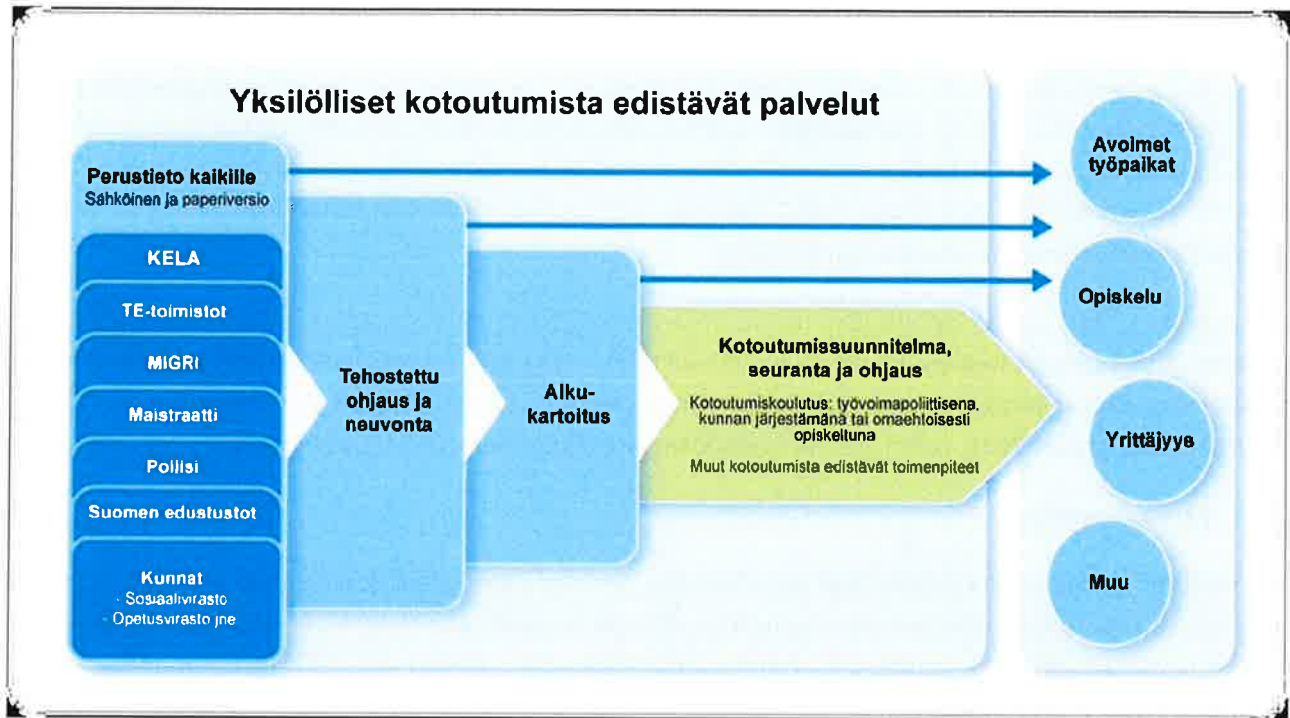 Yksilölliset kotoutumista edistävät palvelut
Perustieto kaikille
Sähköinen ja paperiversio
KELA
TE-toimistot
MIGRI
Maistraatti
Poliisi
Suomen edustustot
Kunnat
- Sosiaalivirasto
- Opetusvirasto jne
Tehostettu
ohjaus ja
neuvonta
Alku-
kartoitus
Kotoutumissuunnitelma,
seuranta ja ohjaus
Kotoutumiskoulutus: työvoimapoliittisena,
kunnan järjestämänä tai omaehtoisesti
opiskeltuna
Muut kotoutumista edistävät toimenpiteet
Avoimet
työpaikat
Opiskelu
Yrittäjyys
Muu